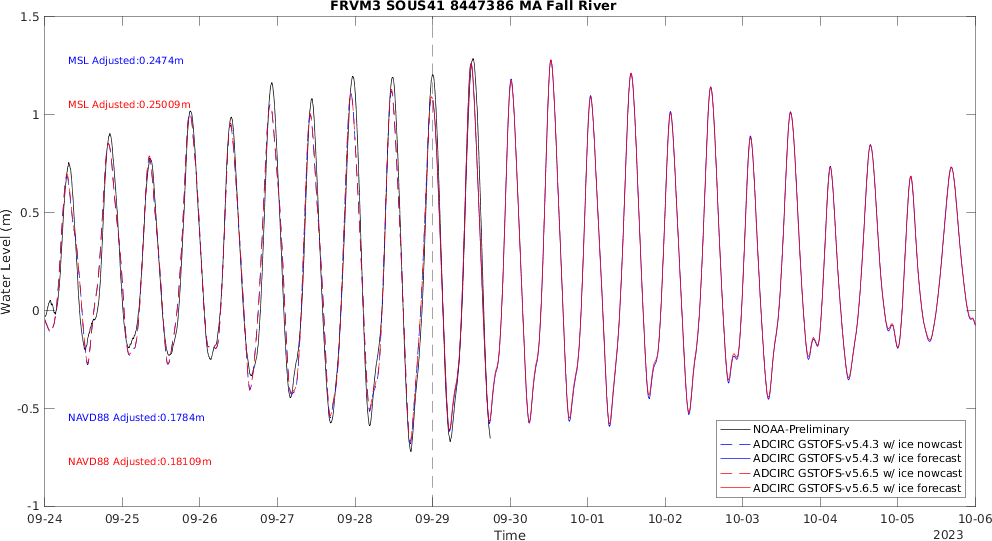 FRVM3 SOUS41 8447386 MA Fall River
1.5
1
0.5
0
-0.5
-1
Water Level (m)
MSL Adjusted:0.2474m
MSL Adjusted:0.25009m
NAVD88 Adjusted:0.1784m
NAVD88 Adjusted:0.18109m
NOAA-Preliminary
ADCIRC GSTOFS-v5.4.3 w/ ice nowcast
ADCIRC GSTOFS-v5.4.3 w/ ice forecast
ADCIRC GSTOFS-v5.6.5 w/ ice nowcast
ADCIRC GSTOFS-v5.6.5 w/ ice forecast
09-24 09-25 09-26 09-27 09-28 09-29 09-30 10-01 10-02 10-03 10-04 10-05 10-06
Time
2023